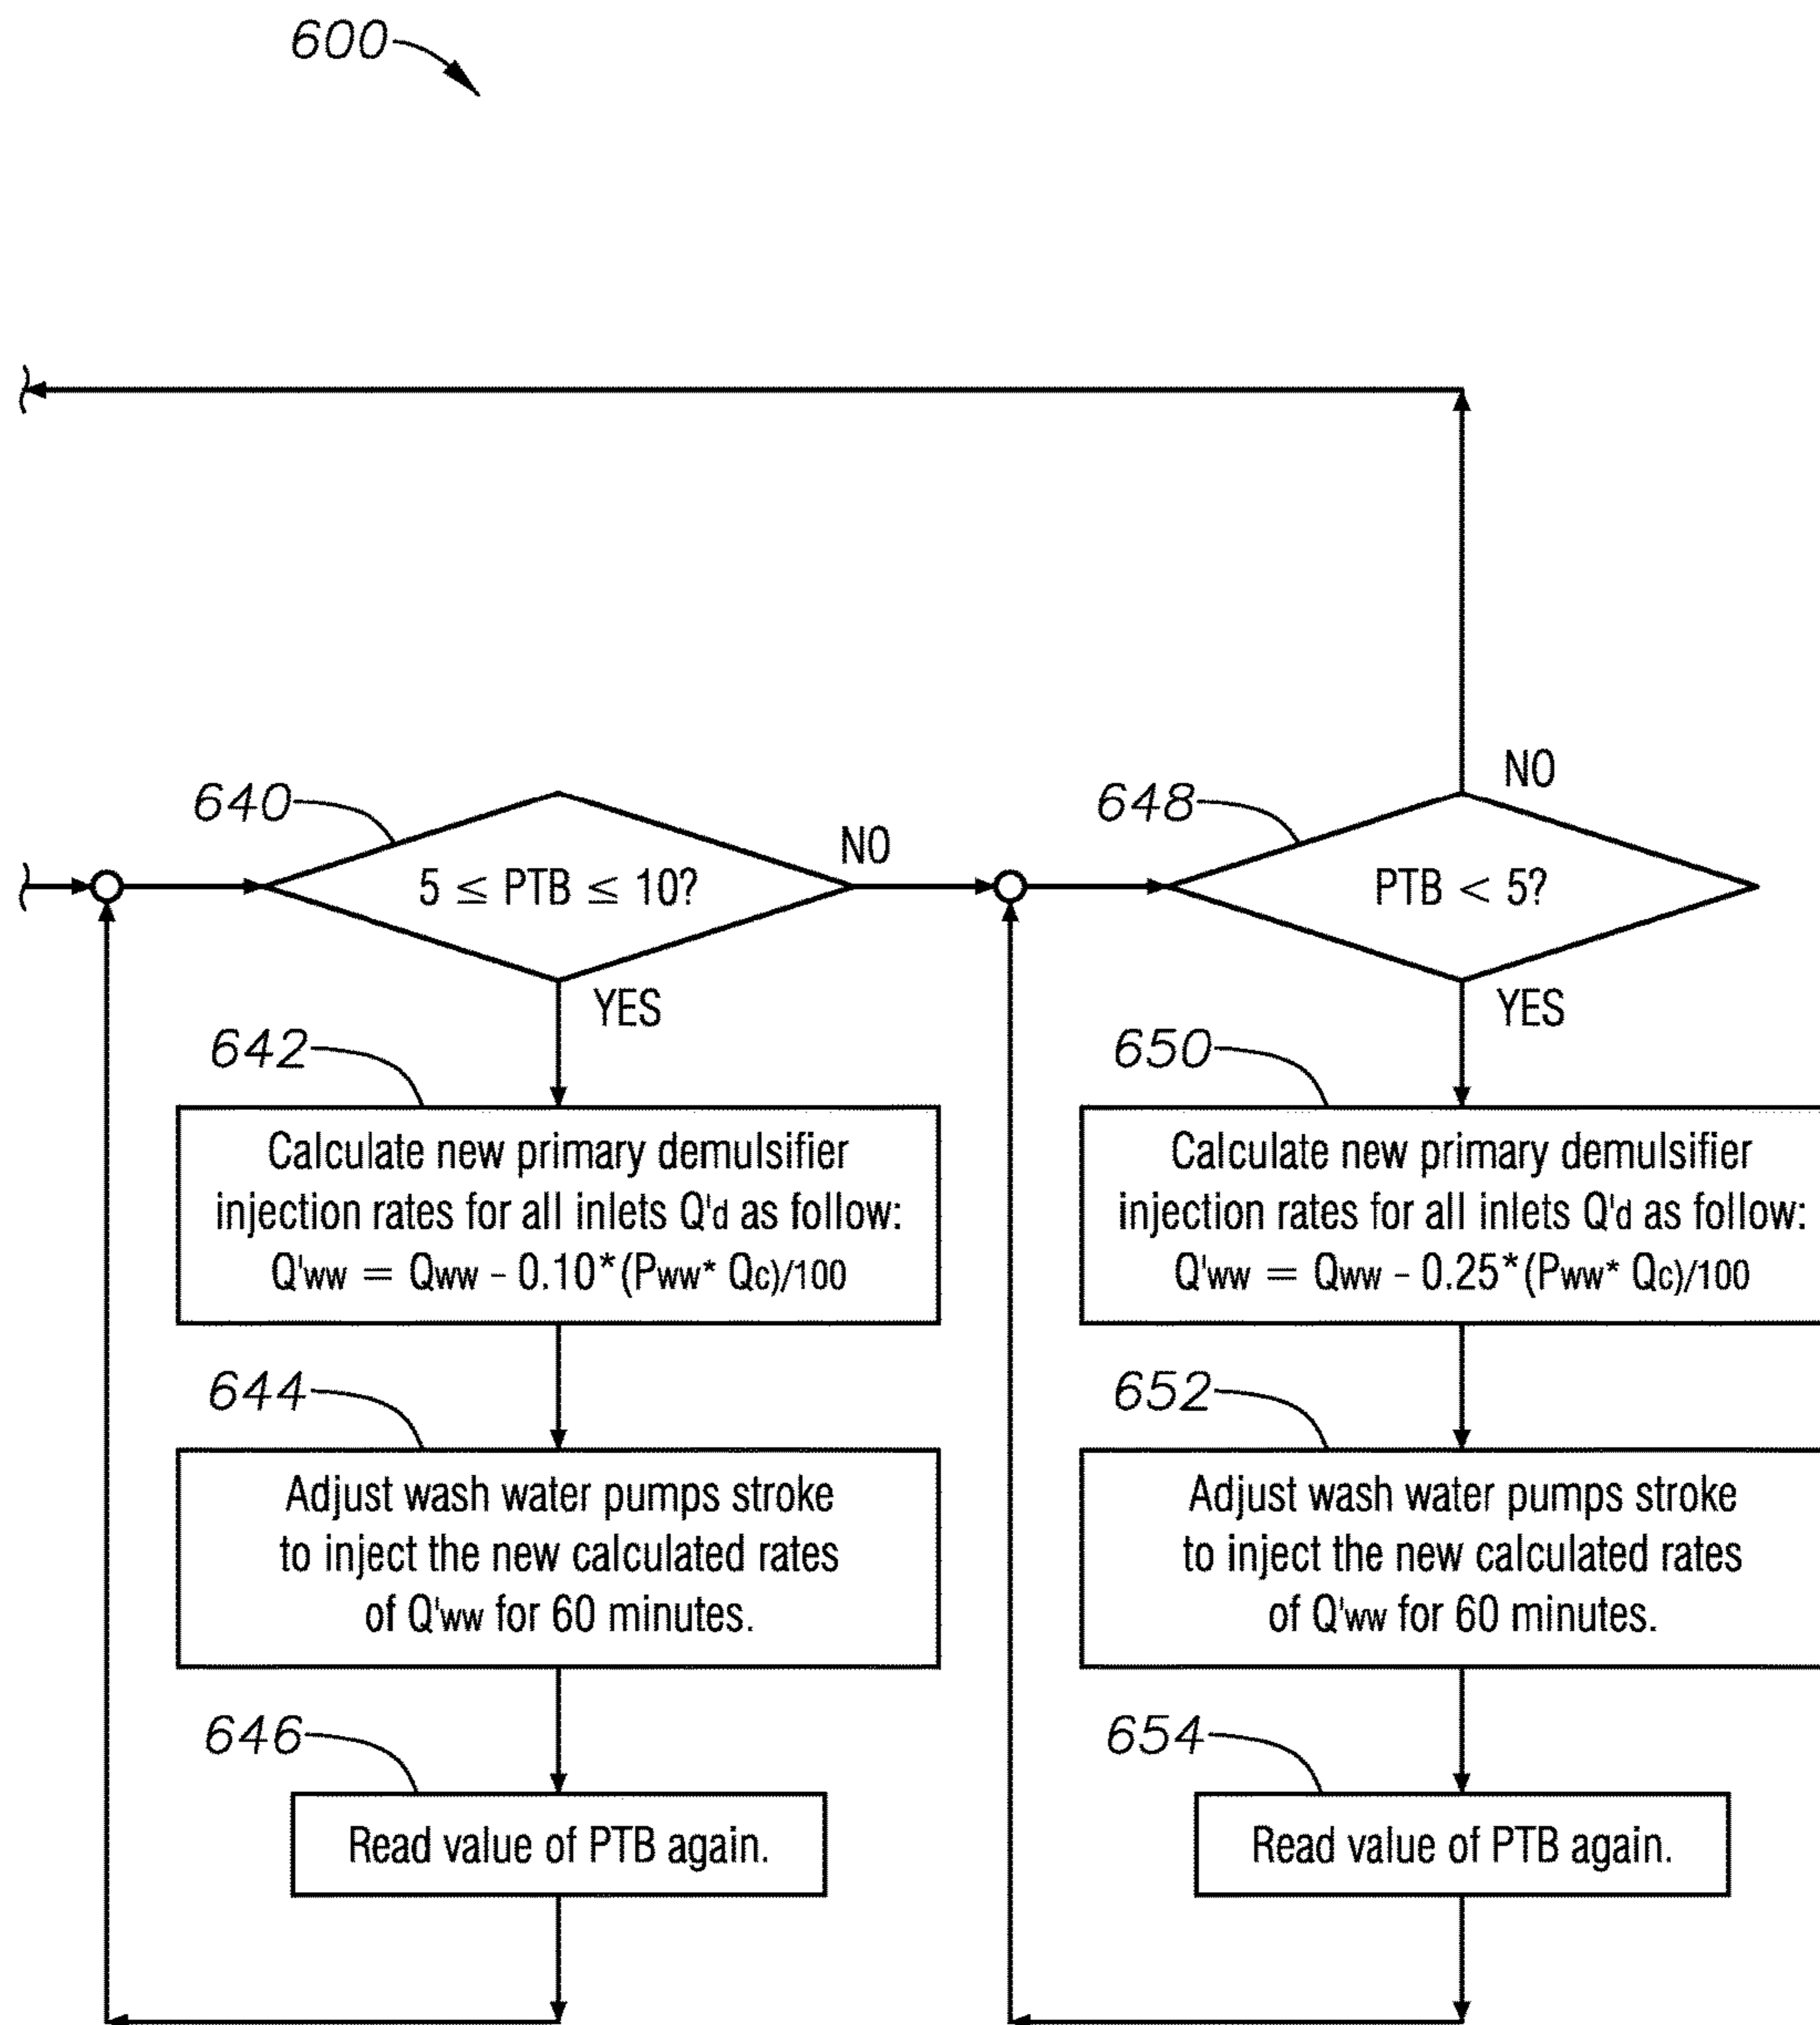 600
640
5 ≤ PTB ≤ 10?
NO
YES
648
PTB < 5?
NO
YES
642
Calculate new primary demulsifier
injection rates for all inlets Q'd as follow:
Q'ww = Qww - 0.10*(Pww* Qc)/100
650
Calculate new primary demulsifier
injection rates for all inlets Q'd as follow:
Q'ww = Qww - 0.25*(Pww* Qc)/100
644
Adjust wash water pumps stroke
to inject the new calculated rates
of Q'ww for 60 minutes.
652
Adjust wash water pumps stroke
to inject the new calculated rates
of Q'ww for 60 minutes.
646
Read value of PTB again.
654
Read value of PTB again.